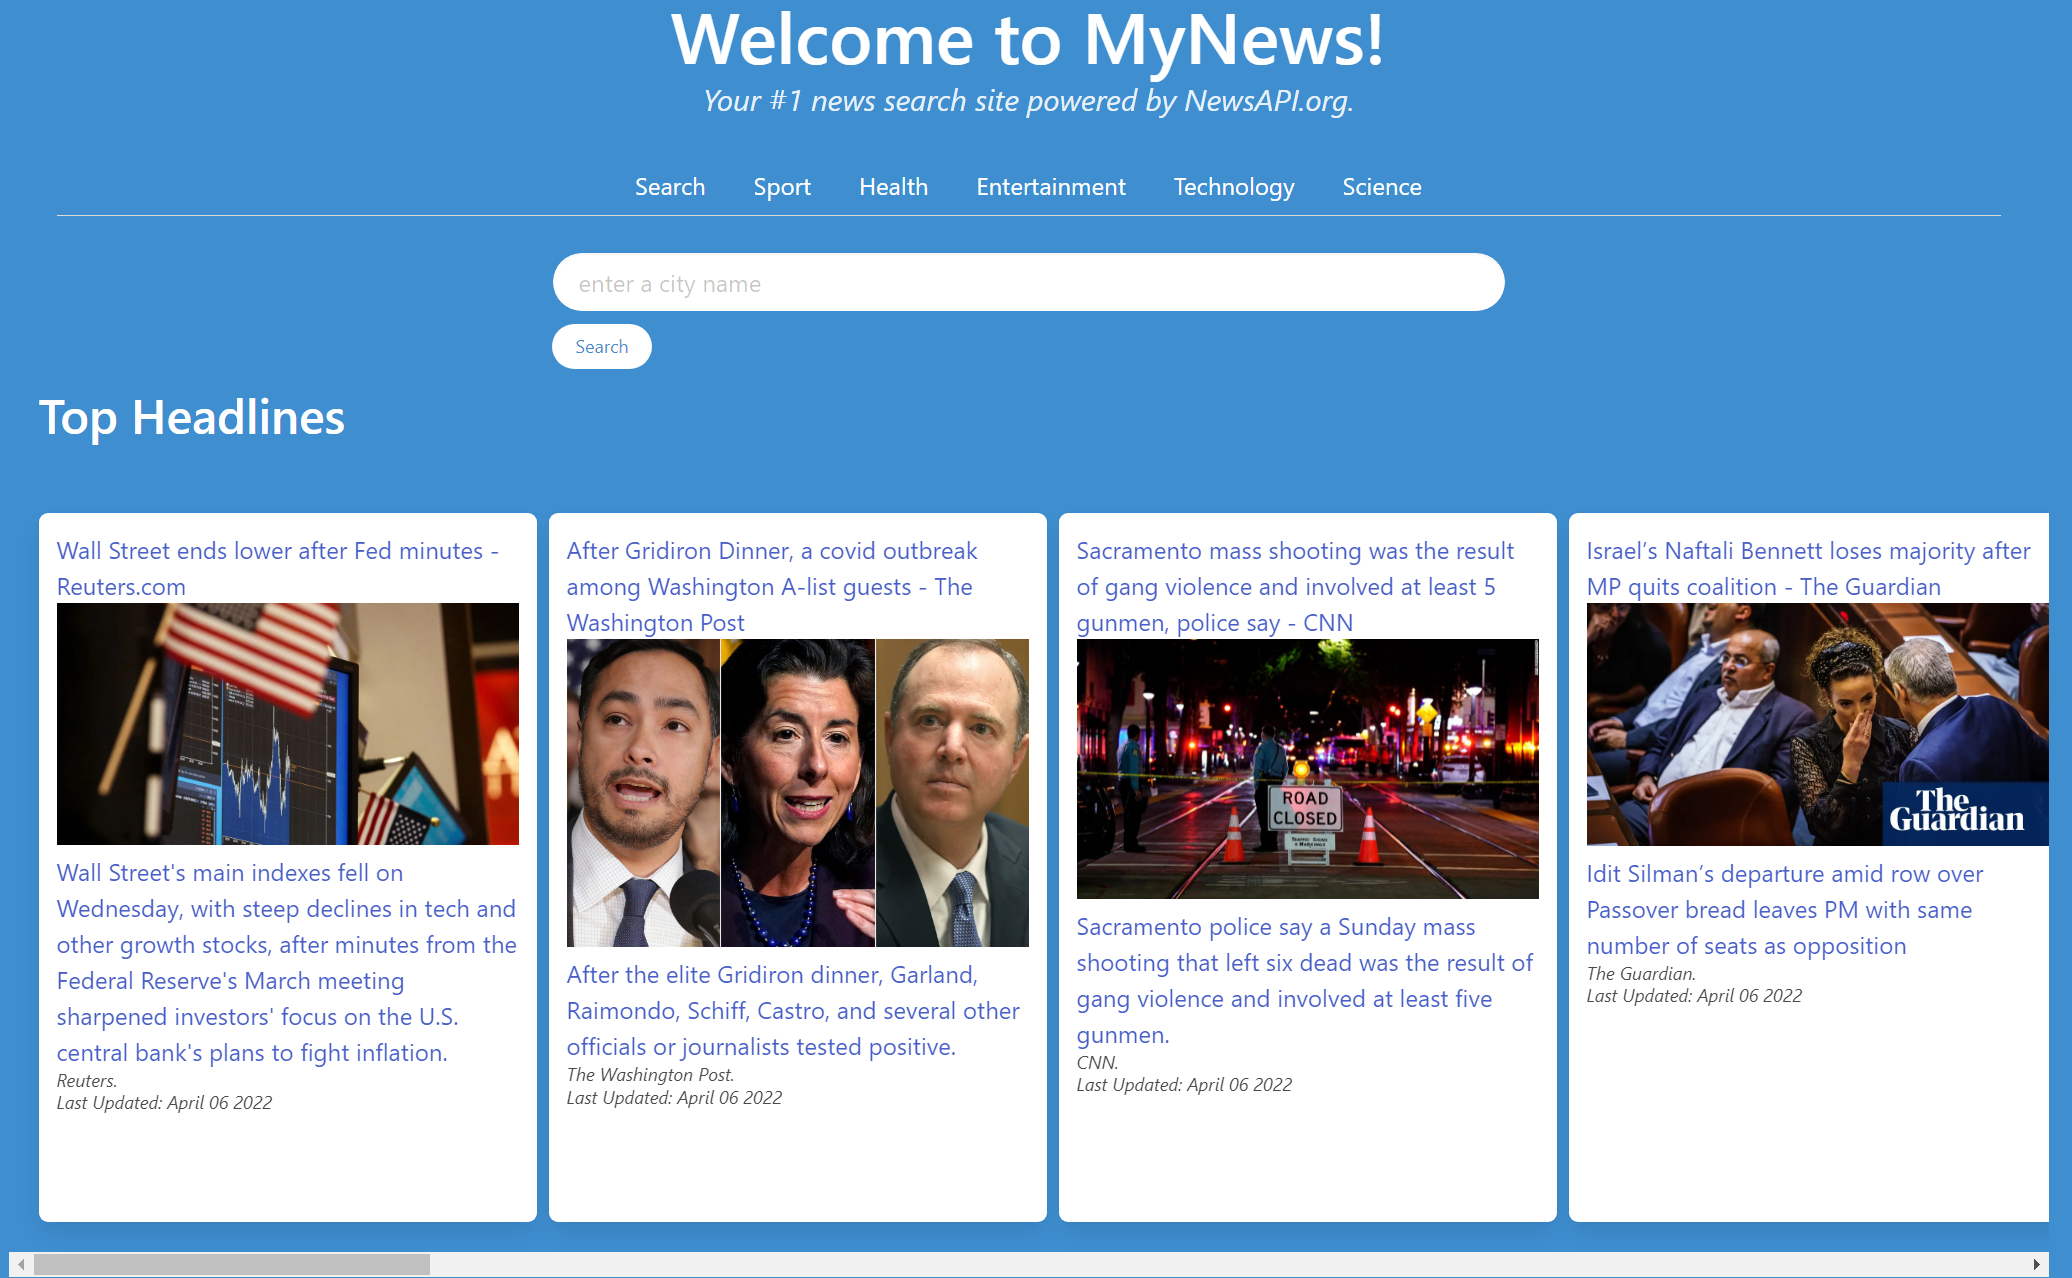 Welcome to MyNews!
Your #1 news search site powered by NewsAPI.org.
Search Sport Health Entertainment Technology Science
enter a city name
Search
Top Headlines
Wall Street ends lower after Fed minutes -
Reuters.com
Wall Street's main indexes fell on
Wednesday, with steep declines in tech and
other growth stocks, after minutes from the
Federal Reserve's March meeting
sharpened investors' focus on the U.S.
central bank's plans to fight inflation.
Reuters.
Last Updated: April 06 2022
After Gridiron Dinner, a covid outbreak
among Washington A-list guests - The
Washington Post
After the elite Gridiron dinner, Garland,
Raimondo, Schiff, Castro, and several other
officials or journalists tested positive.
The Washington Post.
Last Updated: April 06 2022
Sacramento mass shooting was the result
of gang violence and involved at least 5
gunmen, police say - CNN
ROAD
CLOSED
TRAFFIC SIGNS
& MARKINGS
Sacramento police say a Sunday mass
shooting that left six dead was the result of
gang violence and involved at least five
gunmen.
CNN.
Last Updated: April 06 2022
Israel’s Naftali Bennett loses majority after
MP quits coalition - The Guardian
The
Guardian
Idit Silman’s departure amid row over
Passover bread leaves PM with same
number of seats as opposition
The Guardian.
Last Updated: April 06 2022